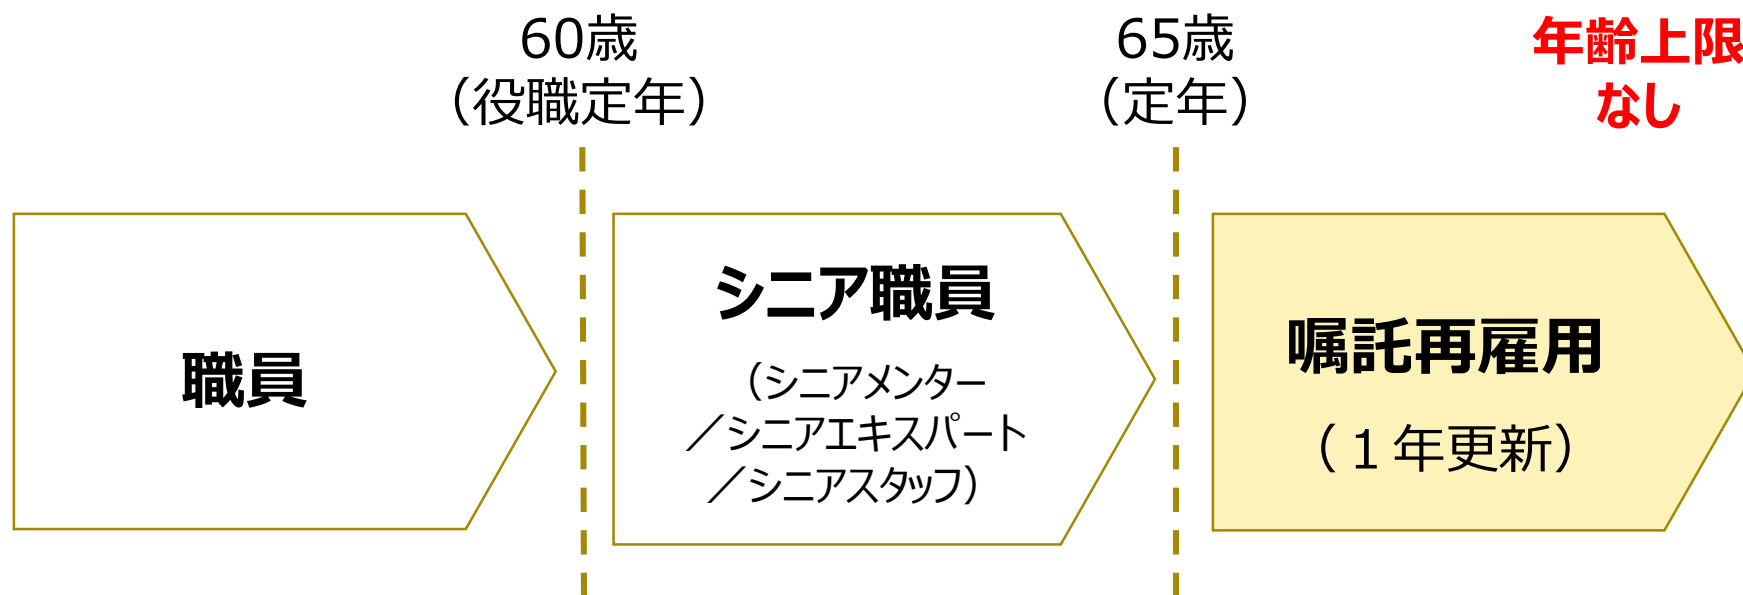 60歳
（役職定年）
65歳
（定年）
年齢上限
なし
職員
シニア職員
（シニアメンター
／シニアエキスパート
／シニアスタッフ）
嘱託再雇用
（１年更新）